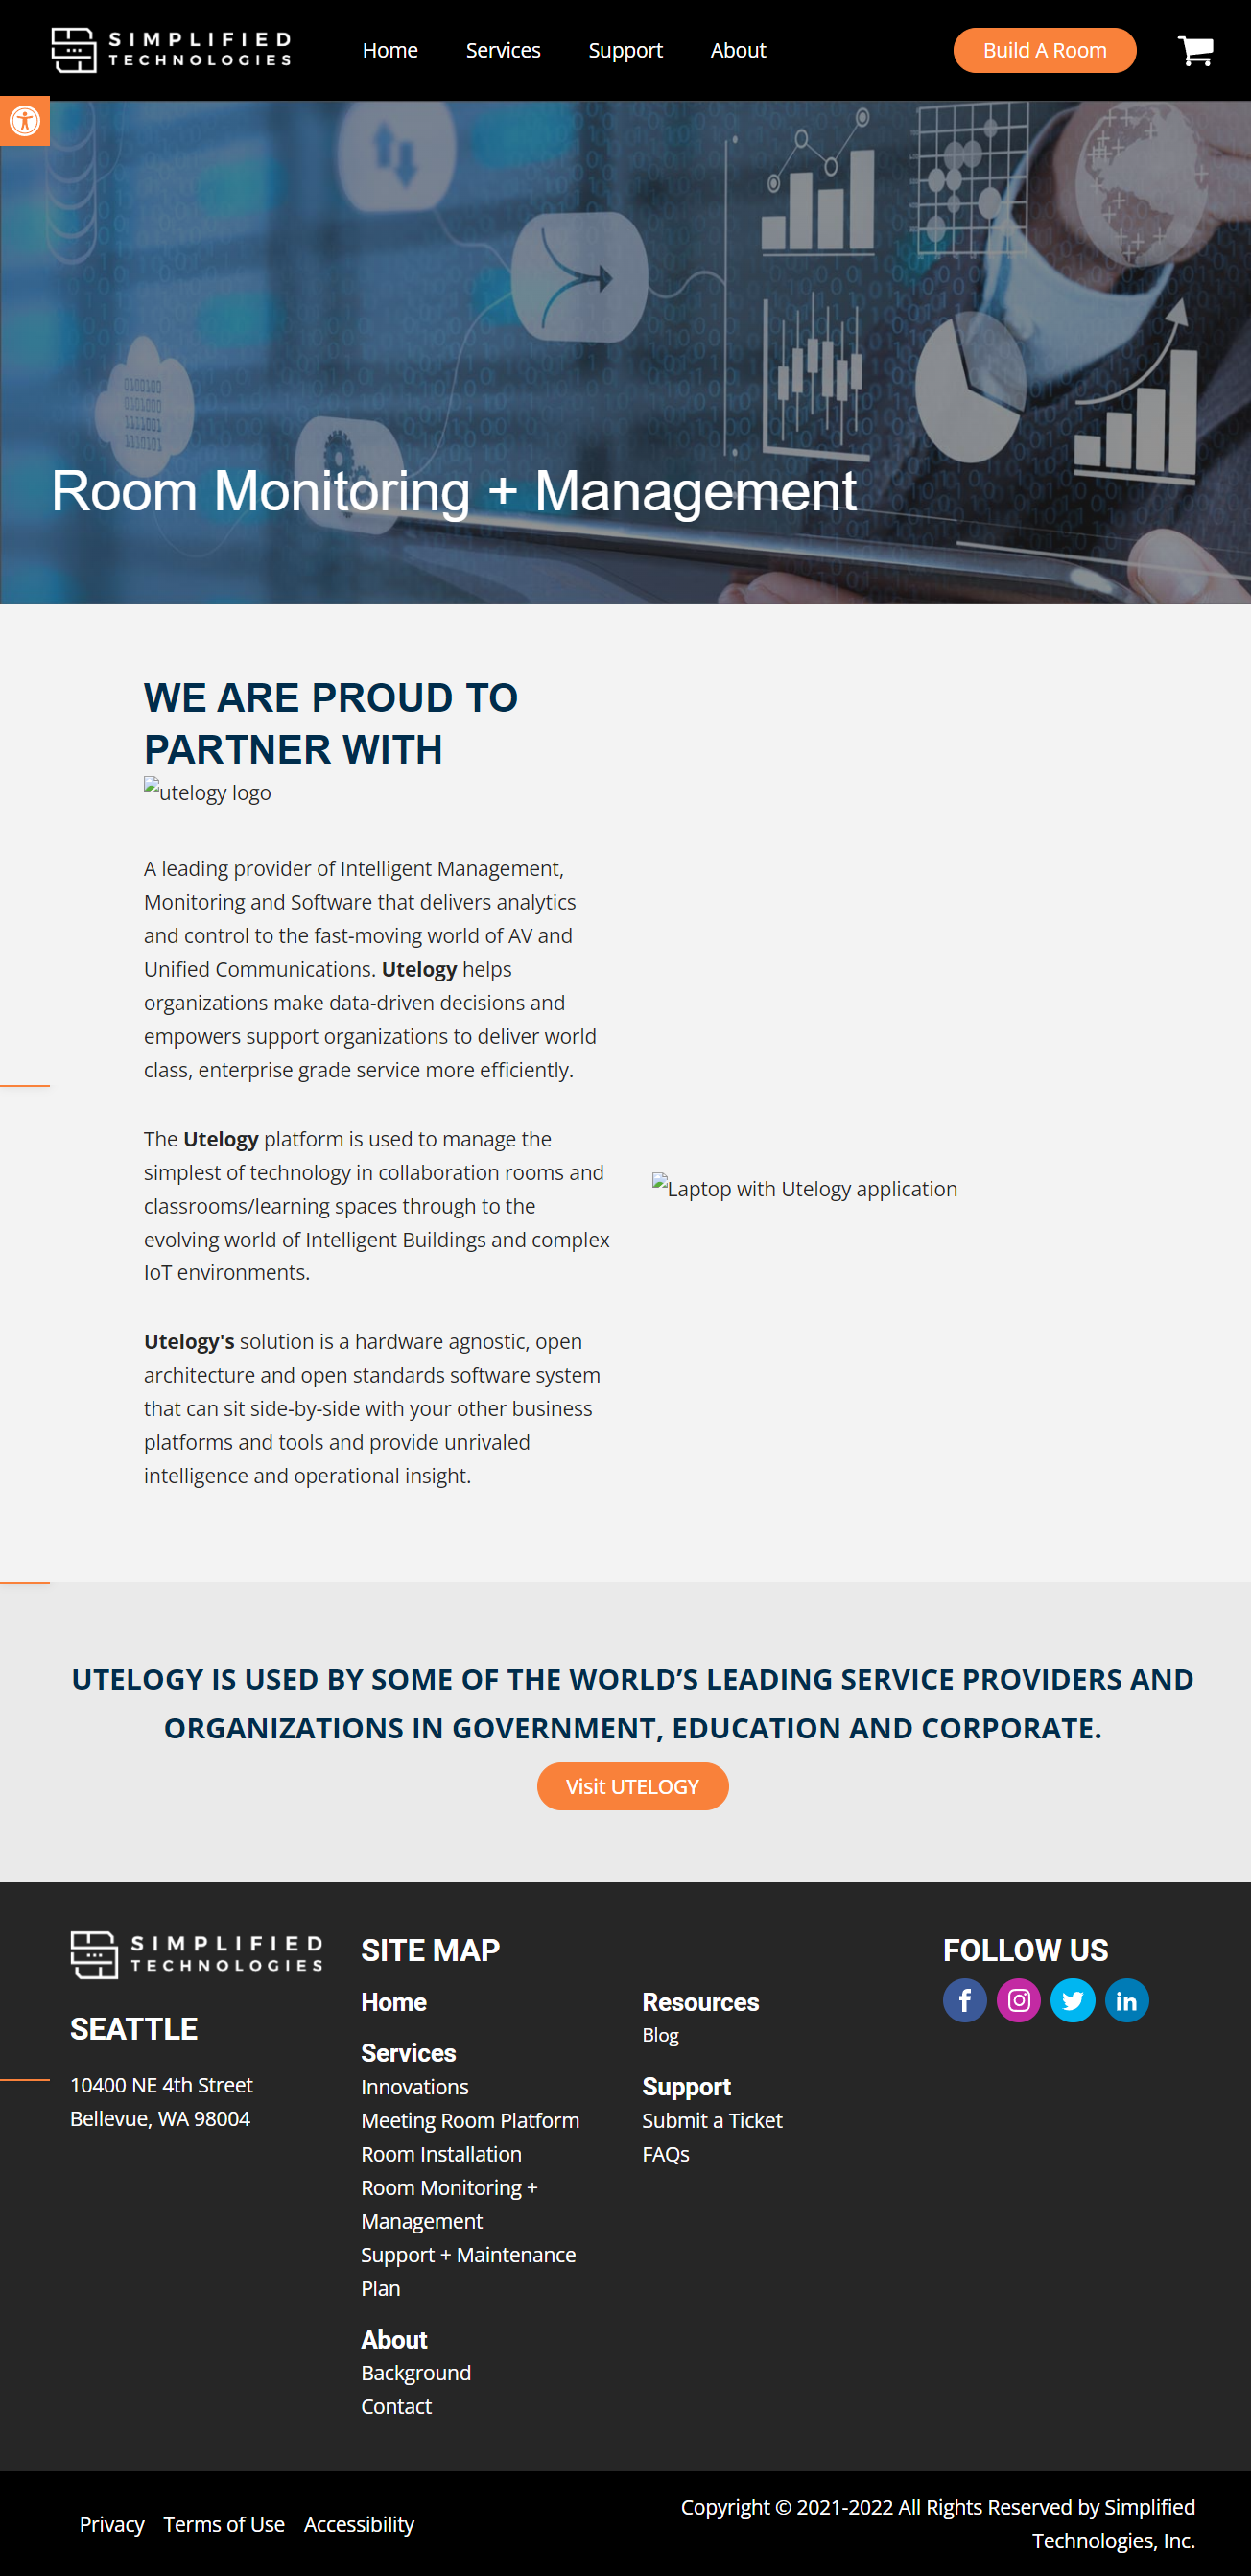 SIMPLIFIED
TECHNOLOGIES
Home
Services
Support
About
Build A Room
Room Monitoring + Management
WE ARE PROUD TO
PARTNER WITH
utelogy logo
A leading provider of Intelligent Management,
Monitoring and Software that delivers analytics
and control to the fast-moving world of AV and
Unified Communications. Utelogy helps
organizations make data-driven decisions and
empowers support organizations to deliver world
class, enterprise grade service more efficiently.
The Utelogy platform is used to manage the
simplest of technology in collaboration rooms and
classrooms/learning spaces through to the
evolving world of Intelligent Buildings and complex
IoT environments.
Utelogy's solution is a hardware agnostic, open
architecture and open standards software system
that can sit side-by-side with your other business
platforms and tools and provide unrivaled
intelligence and operational insight.
Laptop with Utelogy application
UTELOGY IS USED BY SOME OF THE WORLD’S LEADING SERVICE PROVIDERS AND
ORGANIZATIONS IN GOVERNMENT, EDUCATION AND CORPORATE.
Visit UTELOGY
SIMPLIFIED
TECHNOLOGIES
SEATTLE
10400 NE 4th Street
Bellevue, WA 98004
SITE MAP
Home
Services
Innovations
Meeting Room Platform
Room Installation
Room Monitoring +
Management
Support + Maintenance
Plan
About
Background
Contact
Resources
Blog
Support
Submit a Ticket
FAQs
FOLLOW US
Privacy
Terms of Use
Accessibility
Copyright © 2021-2022 All Rights Reserved by Simplified
Technologies, Inc.